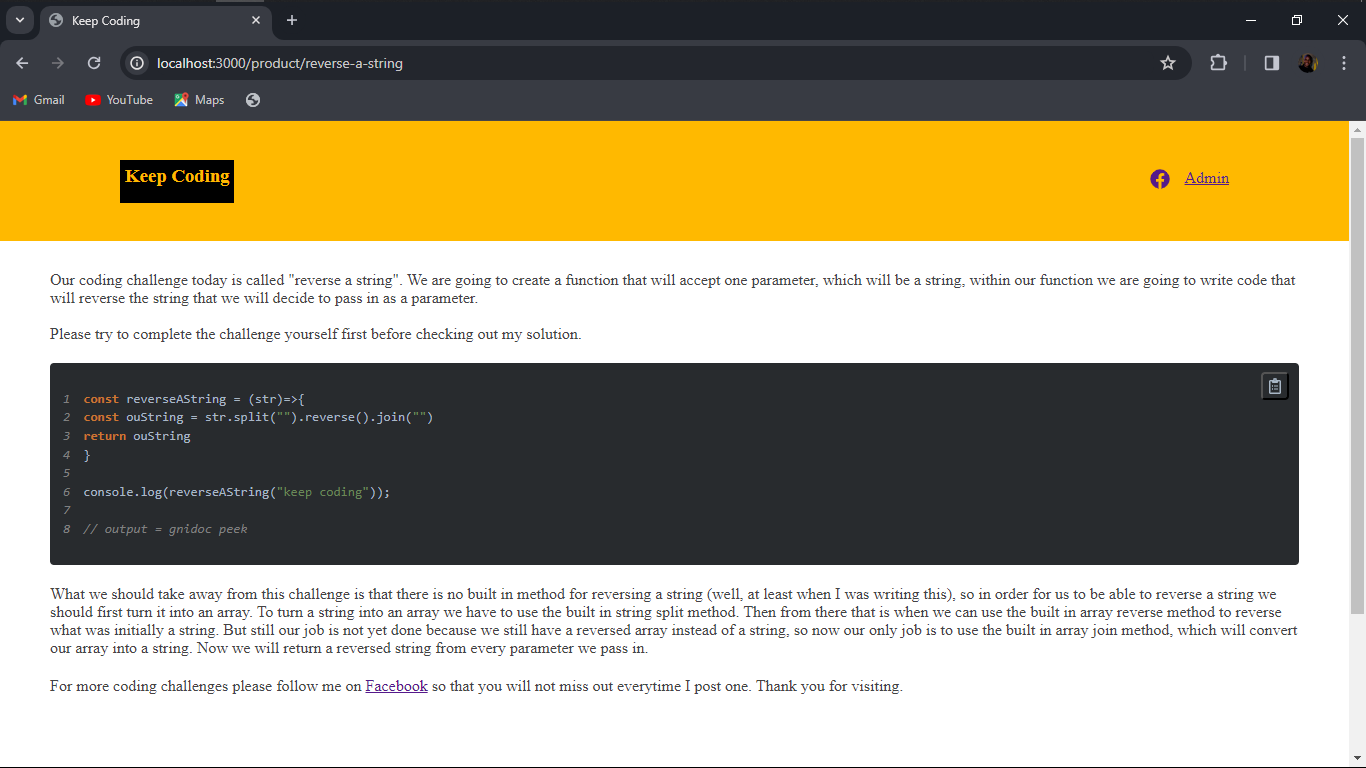 Keep Coding
localhost:3000/product/reverse-a-string
Gmail YouTube Maps
Keep Coding
Admin
Our coding challenge today is called "reverse a string". We are going to create a function that will accept one parameter, which will be a string, within our function we are going to write code that
will reverse the string that we will decide to pass in as a parameter.
Please try to complete the challenge yourself first before checking out my solution.
1 const reverseAString = (str)=>{
2 const ouString = str.split("").reverse().join("")
3 return ouString
4 }
5
6 console.log(reverseAString("keep coding"));
7
8 // output = gnidoc peek
What we should take away from this challenge is that there is no built in method for reversing a string (well, at least when I was writing this), so in order for us to be able to reverse a string we
should first turn it into an array. To turn a string into an array we have to use the built in string split method. Then from there that is when we can use the built in array reverse method to reverse
what was initially a string. But still our job is not yet done because we still have a reversed array instead of a string, so now our only job is to use the built in array join method, which will convert
our array into a string. Now we will return a reversed string from every parameter we pass in.
For more coding challenges please follow me on Facebook so that you will not miss out everytime I post one. Thank you for visiting.